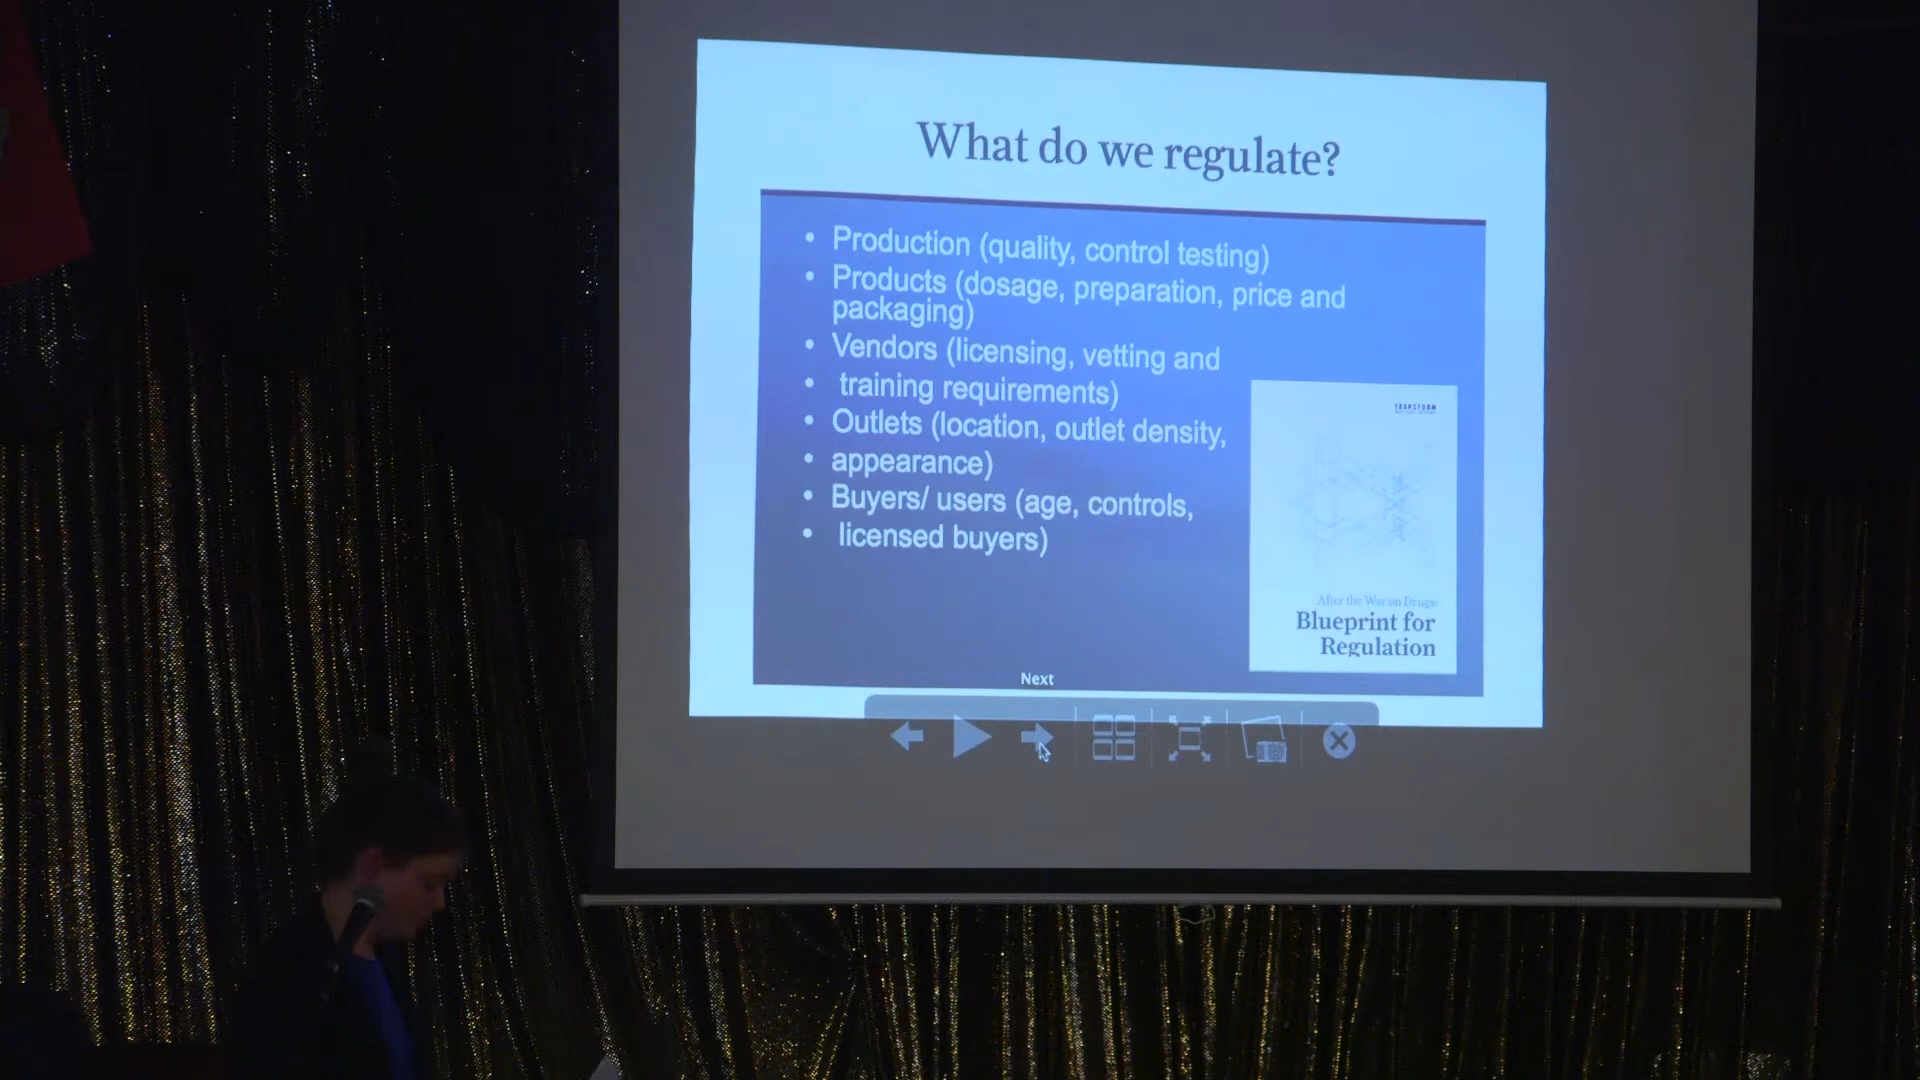 What do we regulate?
• Production (quality, control testing)
• Products (dosage, preparation, price and
packaging)
• Vendors (licensing, vetting and
• training requirements)
• Outlets (location, outlet density,
• appearance)
• Buyers/ users (age, controls,
• licensed buyers)
TRANSFORM
After the War on Drugs:
Blueprint for
Regulation
Next